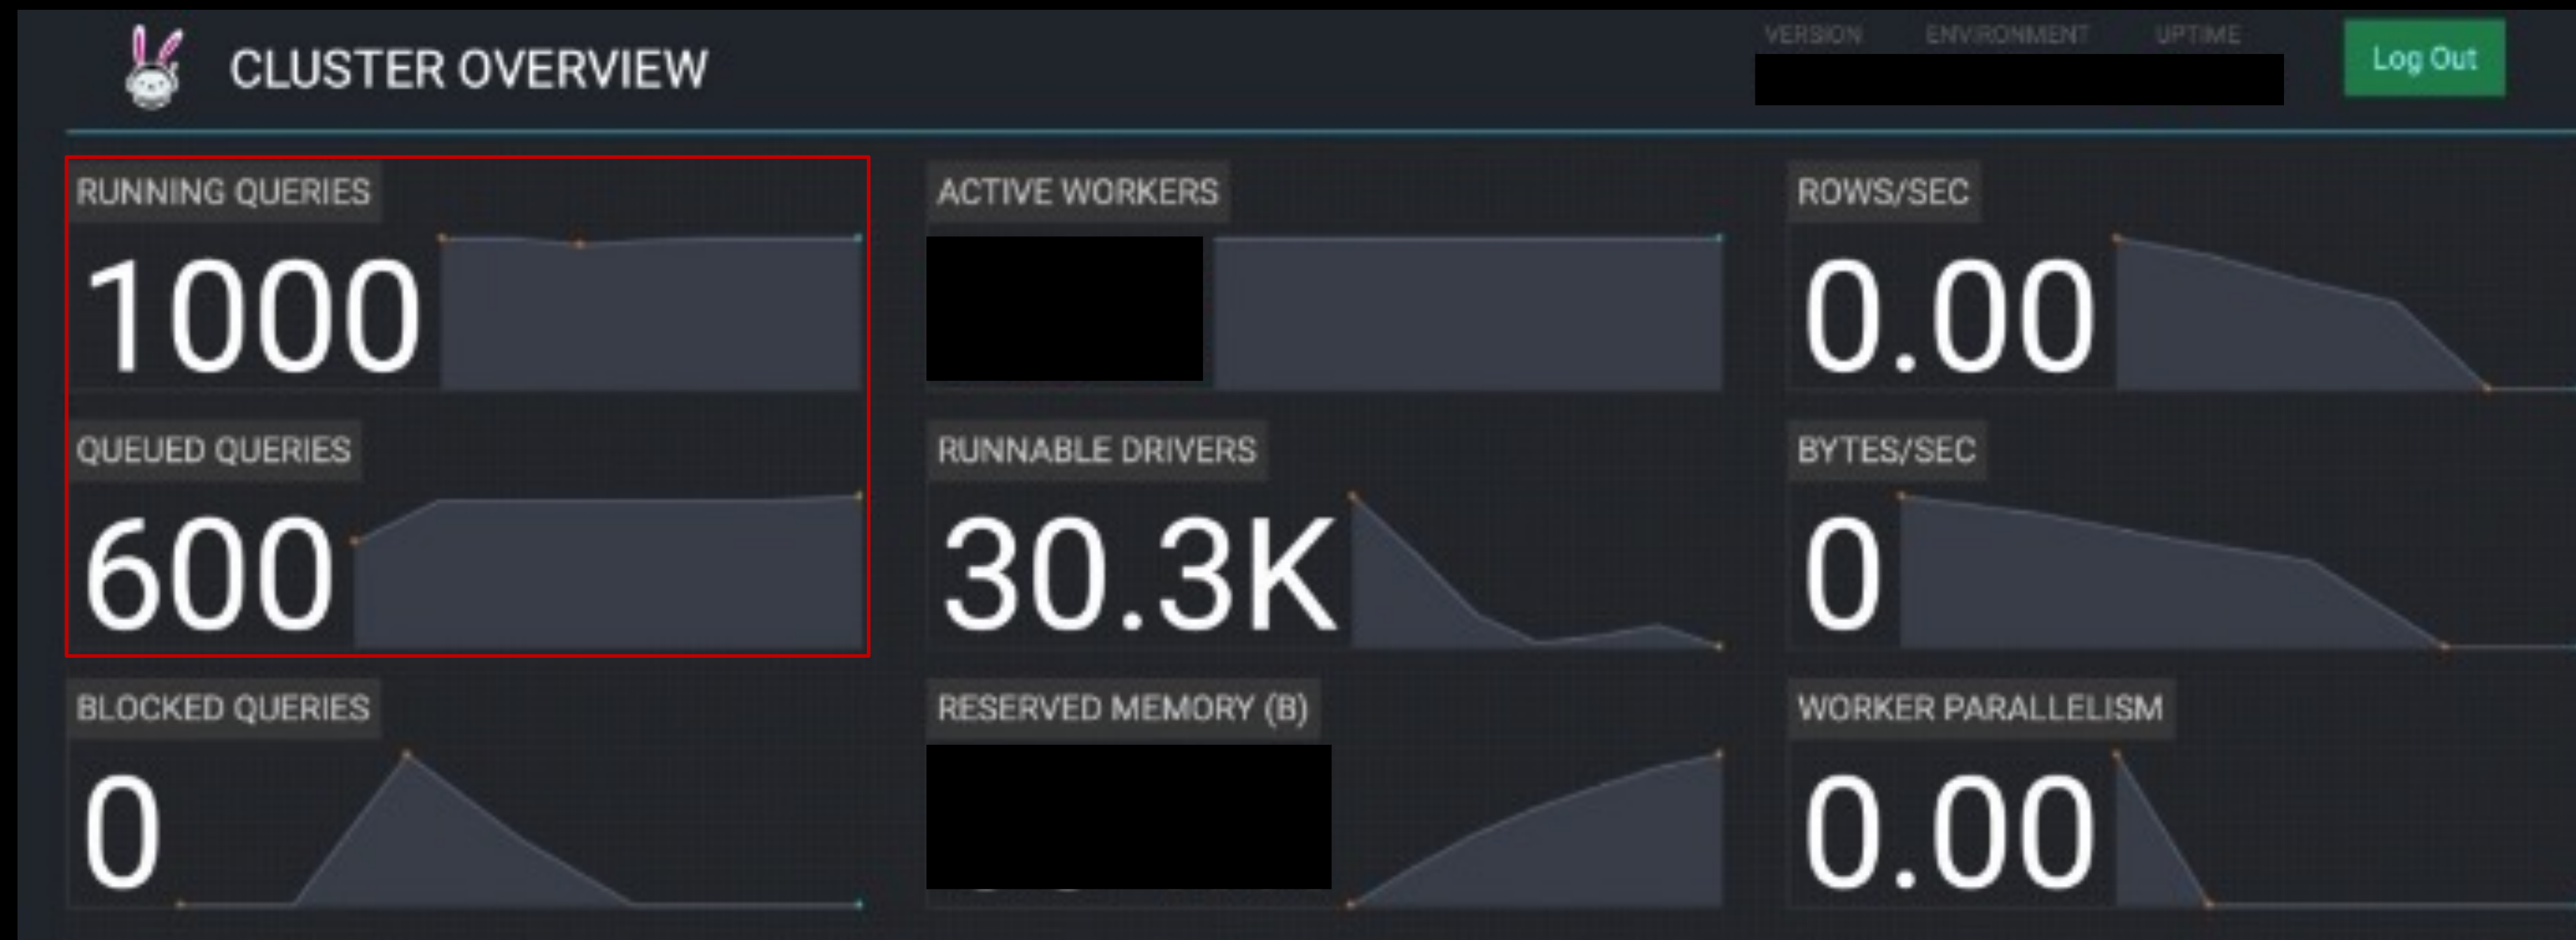 CLUSTER OVERVIEW
VERSION ENVIRONMENT UPTIME
Log Out
RUNNING QUERIES
1000
ACTIVE WORKERS
ROWS/SEC
0.00
QUEUED QUERIES
600
RUNNABLE DRIVERS
30.3K
BYTES/SEC
0
BLOCKED QUERIES
0
RESERVED MEMORY (B)
WORKER PARALLELISM
0.00